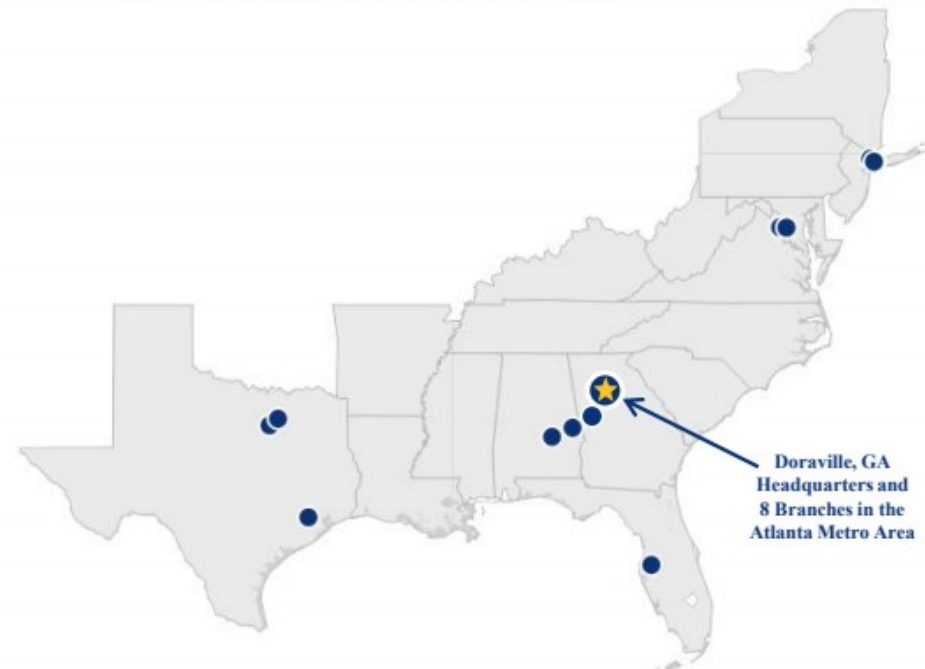 Doraville, GA
Headquarters and
8 Branches in the
Atlanta Metro Area